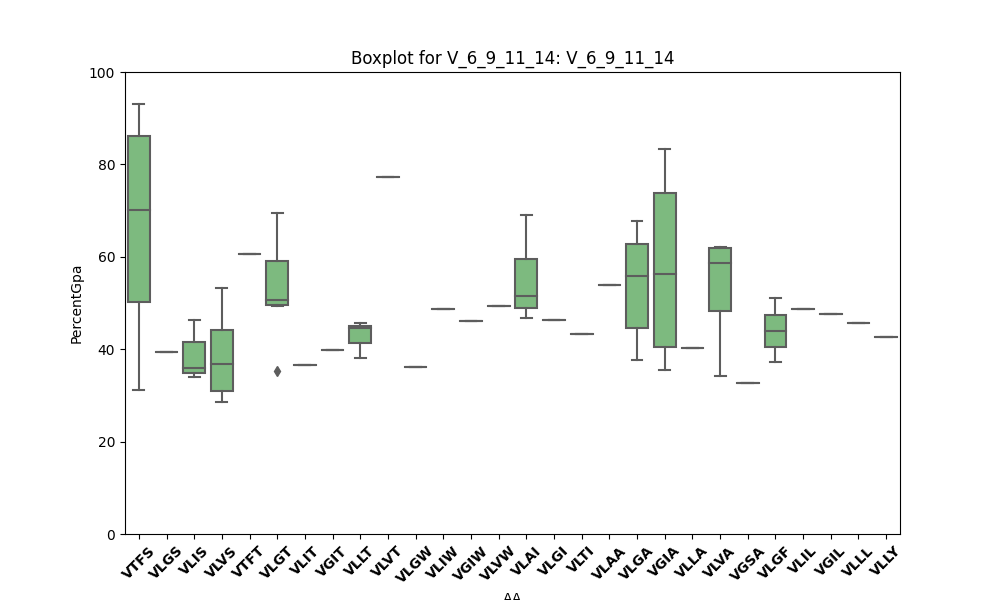 Boxplot for V_6_9_11_14: V_6_9_11_14
100
80
60
40
20
0
PercentGpa
VTFS VLGS VLIS VLVS VTFT VLGT VLIT VGIT VLLT VLVT VLGW VLIW VGIW VLVW VLAI VLGI VLTI VLAA VLGA VGIA VLLA VLVA VGSA VLGF VLIL VGIL VLLL VLLY
AA